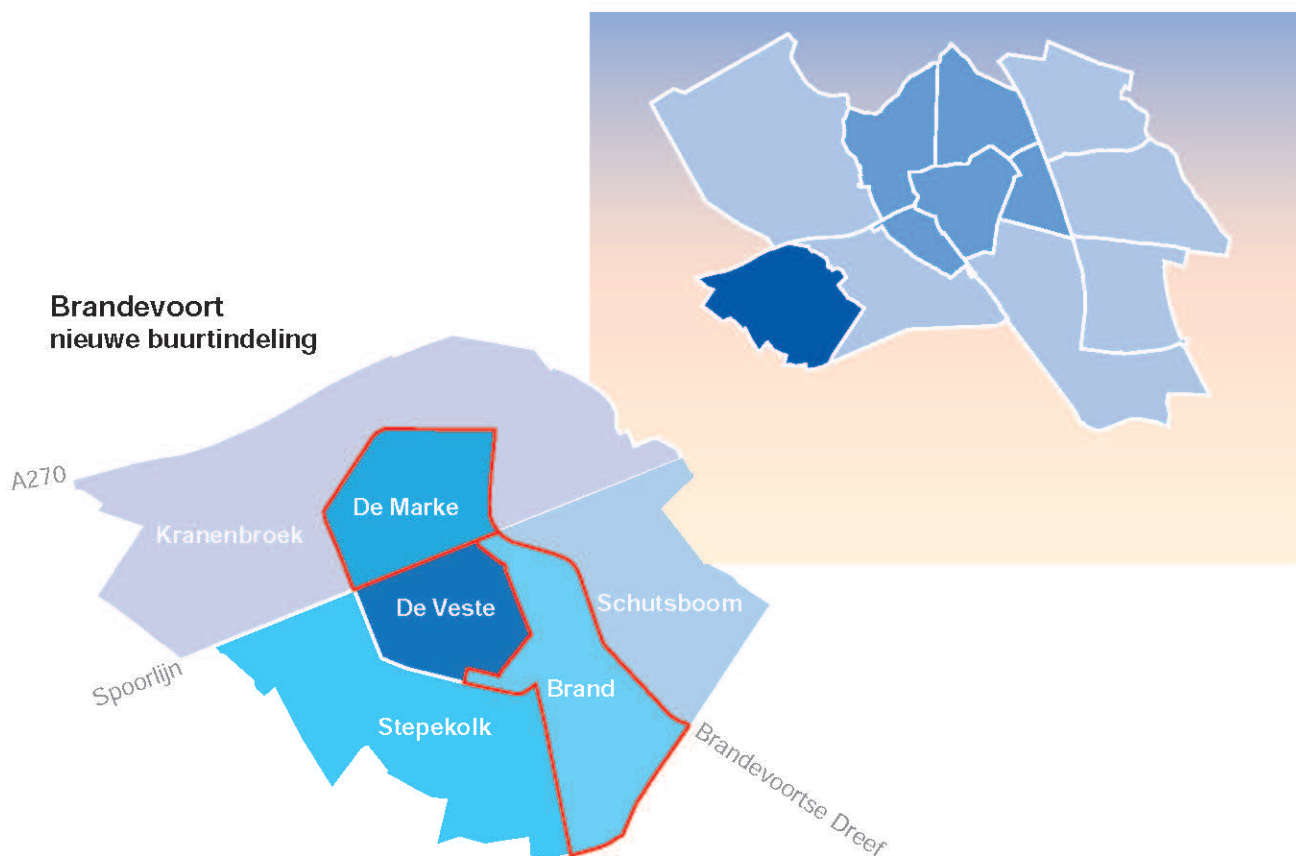 Brandevoort
nieuwe buurtindeling
A270
De Marke
Kranenbroek
De Veste
Schutsboom
Spoorlijn
Brand
Stepekolk
Brandevoortse Dreef